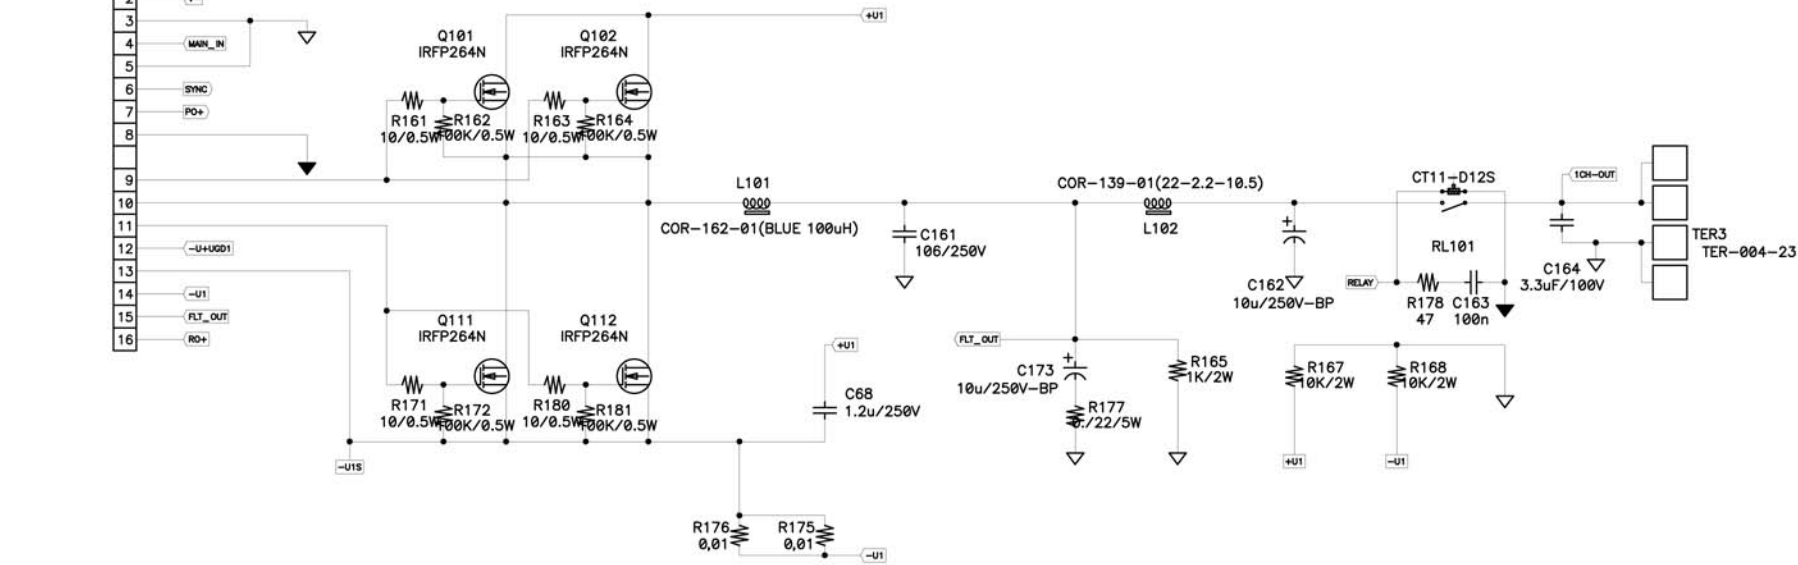 2
3
4
5
6
7
8
9
10
11
12
13
14
15
16
MAIN_IN
SYNC
PO+
-U+UGD1
-U1
FLT_OUT
RO+
Q101
IRFP264N
Q102
IRFP264N
+U1
R161
10/0.5W
R162
100K/0.5W
R163
10/0.5W
R164
100K/0.5W
L101
COR-162-01(BLUE 100uH)
C161
106/250V
COR-139-01(22-2.2-10.5)
L102
C162
10u/250V-BP
CT11-D12S
RL101
RELAY
R178
47
C163
100n
1CH-OUT
C164
3.3uF/100V
TER3
TER-004-23
Q111
IRFP264N
Q112
IRFP264N
R171
10/0.5W
R172
100K/0.5W
R180
10/0.5W
R181
100K/0.5W
-U1S
+U1
C68
1.2u/250V
FLT_OUT
C173
10u/250V-BP
R177
0./22/5W
R165
1K/2W
R167
10K/2W
R168
10K/2W
+U1
-U1
R176
0,01
R175
0,01
-U1